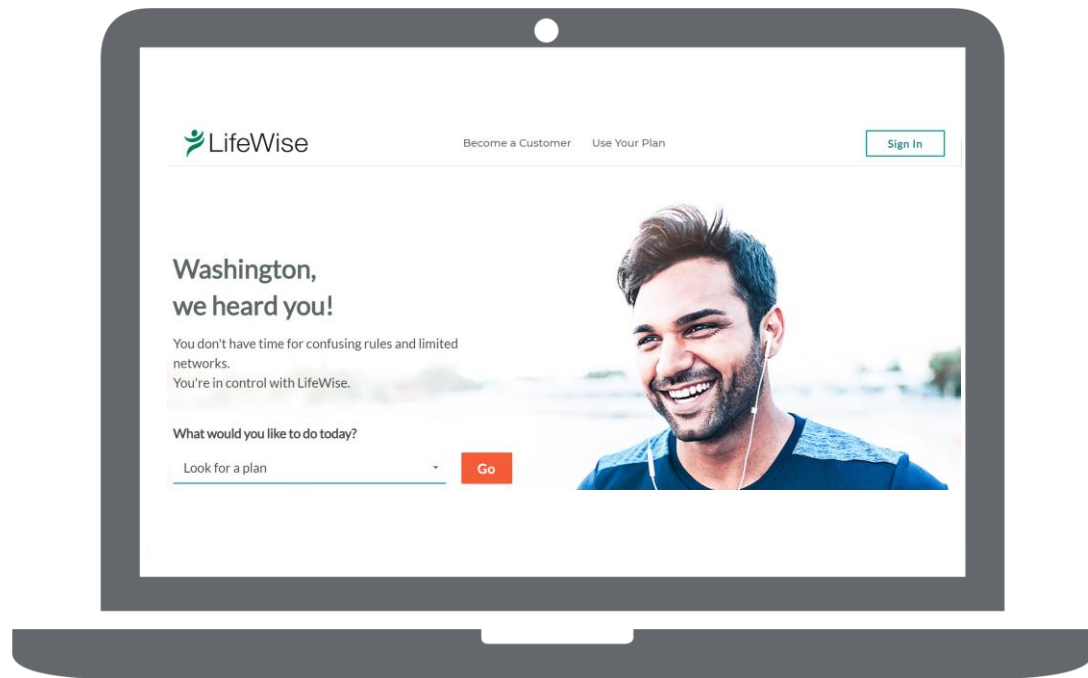 LifeWise
Become a Customer
Use Your Plan
Sign In
Washington,
we heard you!
You don't have time for confusing rules and limited
networks.
You're in control with LifeWise.
What would you like to do today?
Look for a plan
Go